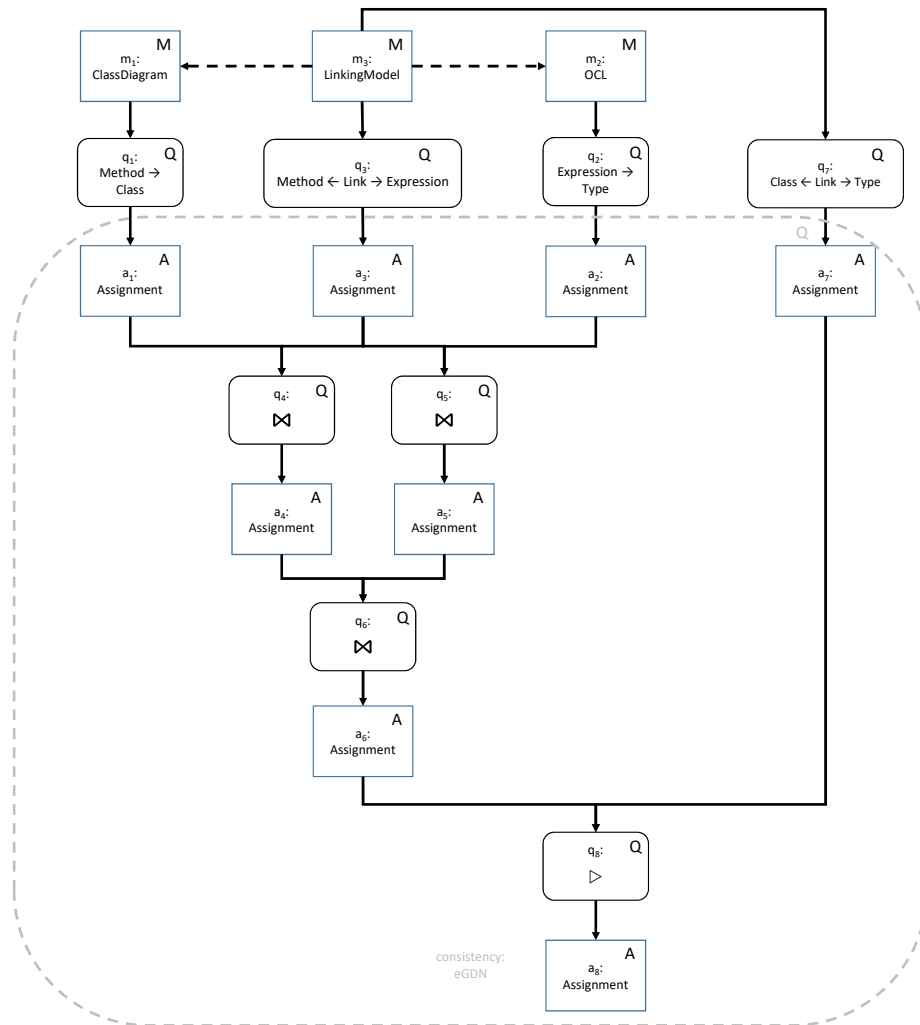 M
m₁:
ClassDiagram
M
m₃:
LinkingModel
M
m₂:
OCL
Q
q₁:
Method →
Class
Q
q₃:
Method ← Link → Expression
Q
q₂:
Expression →
Type
Q
q₇:
Class ← Link → Type
Q
A
a₁:
Assignment
A
a₃:
Assignment
A
a₂:
Assignment
A
a₇:
Assignment
Q
q₄:
⋈
Q
q₅:
⋈
A
a₄:
Assignment
A
a₅:
Assignment
Q
q₆:
⋈
A
a₆:
Assignment
Q
q₈:
▷
A
a₈:
Assignment
consistency:
eGDN